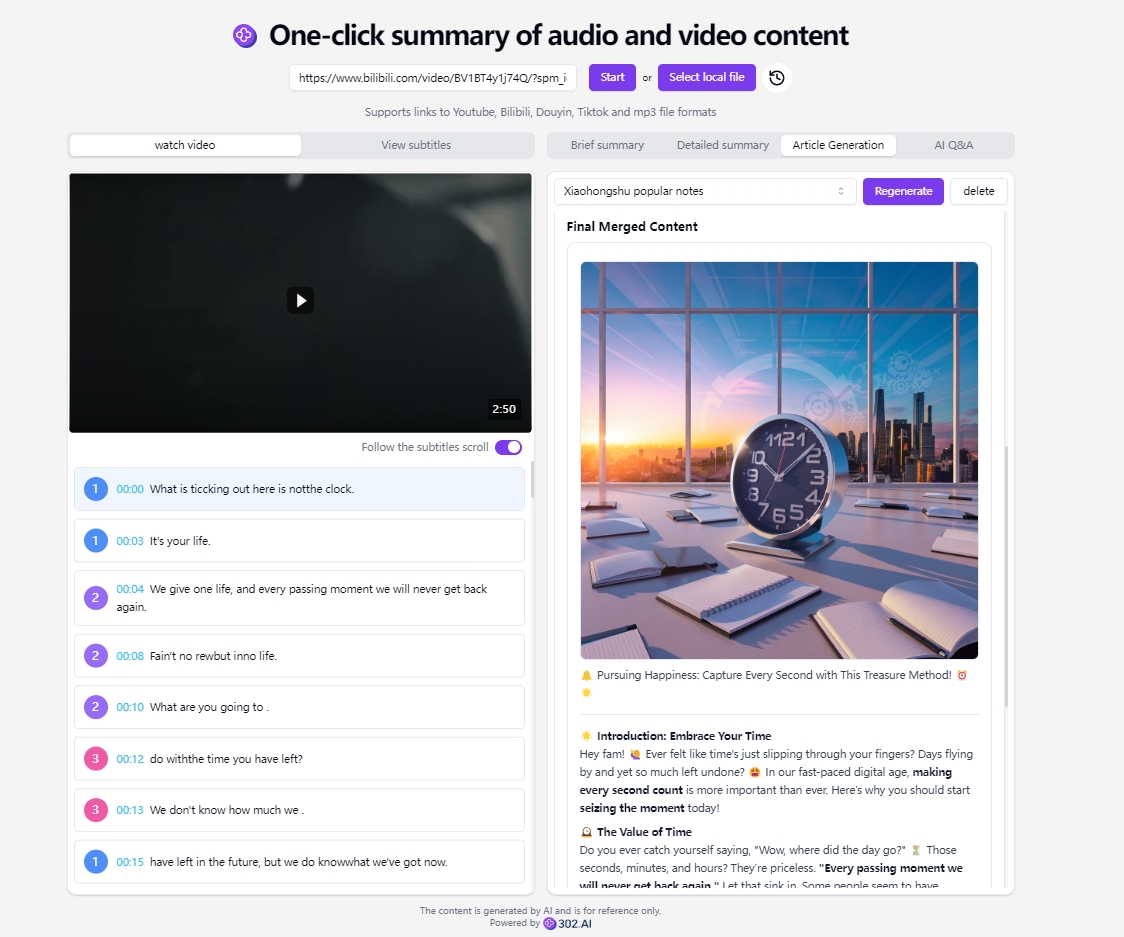 One-click summary of audio and video content
https://www.bilibili.com/video/BV1BT4y1j74Q/?spm_i
Start
or
Select local file
Supports links to Youtube, Bilibili, Douyin, Tiktok and mp3 file formats
watch video
View subtitles
2:50
Follow the subtitles scroll
1 00:00 What is ticcking out here is notthe clock.
1 00:03 It's your life.
2 00:04 We give one life, and every passing moment we will never get back
again.
2 00:08 Fain't no rewbut inno life.
2 00:10 What are you going to .
3 00:12 do withthe time you have left?
3 00:13 We don't know how much we .
1 00:15 have left in the future, but we do knowwhat we've got now.
Brief summary
Detailed summary
Article Generation
AI Q&A
Xiaohongshu popular notes
Regenerate
delete
Final Merged Content
11 12 1
10 2
9 3
8 4
7 6 5
🔔 Pursuing Happiness: Capture Every Second with This Treasure Method! ⏰
🌟
🌟 Introduction: Embrace Your Time
Hey fam! 🙋 Ever felt like time's just slipping through your fingers? Days flying
by and yet so much left undone? 🤩 In our fast-paced digital age, making
every second count is more important than ever. Here's why you should start
seizing the moment today!
🕰️ The Value of Time
Do you ever catch yourself saying, "Wow, where did the day go?" ⏳ Those
seconds, minutes, and hours? They're priceless. "Every passing moment we
will never get back again." Let that sink in. Some people seem to have
The content is generated by AI and is for reference only.
Powered by 302.AI